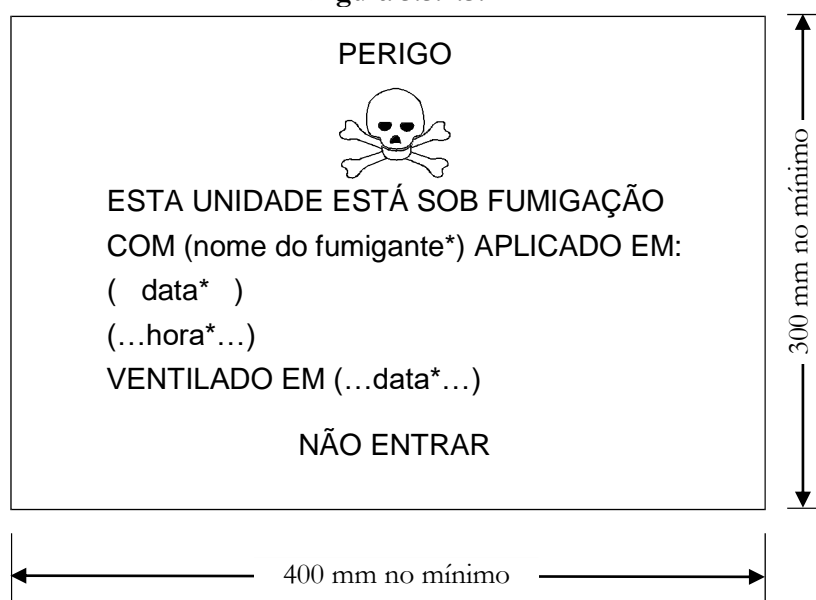 PERIGO
ESTA UNIDADE ESTÁ SOB FUMIGAÇÃO
COM (nome do fumigante*) APLICADO EM:
( data* )
(…hora*…)
VENTILADO EM (…data*…)
NÃO ENTRAR
300 mm no mínimo
400 mm no mínimo